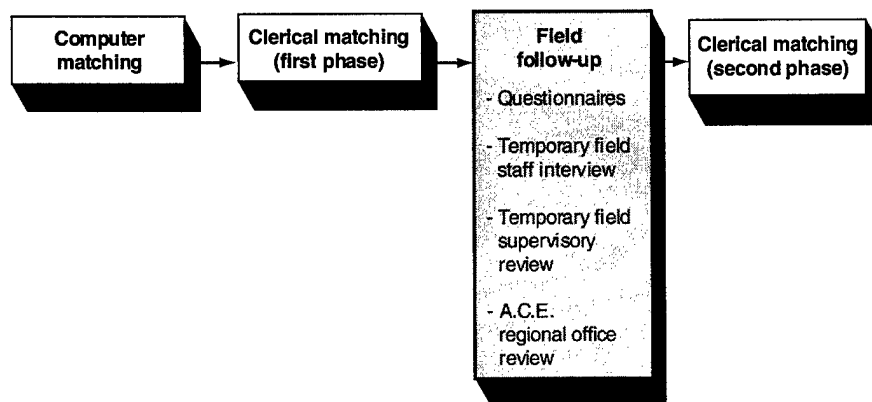 Computer
matching
Clerical matching
(first phase)
Field
follow-up
- Questionnaires
- Temporary field
staff interview
- Temporary field
supervisory
review
- A.C.E.
regional office
review
Clerical matching
(second phase)